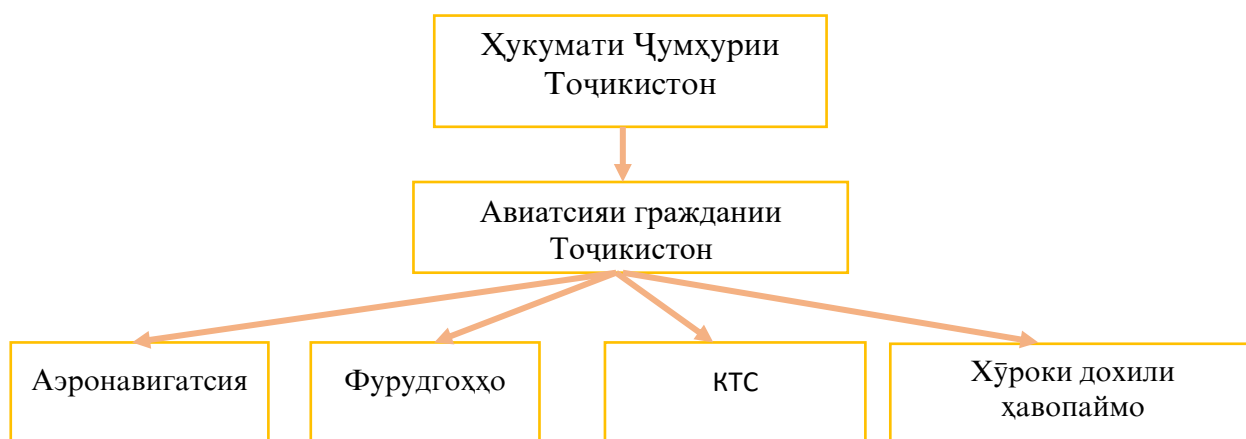 Ҳукумати Ҷумҳурии
Тоҷикистон
Авиатсияи граждании
Тоҷикистон
Аэронавигатсия
Фурудгоҳҳо
КТС
Хӯроки дохили
ҳавопаймо